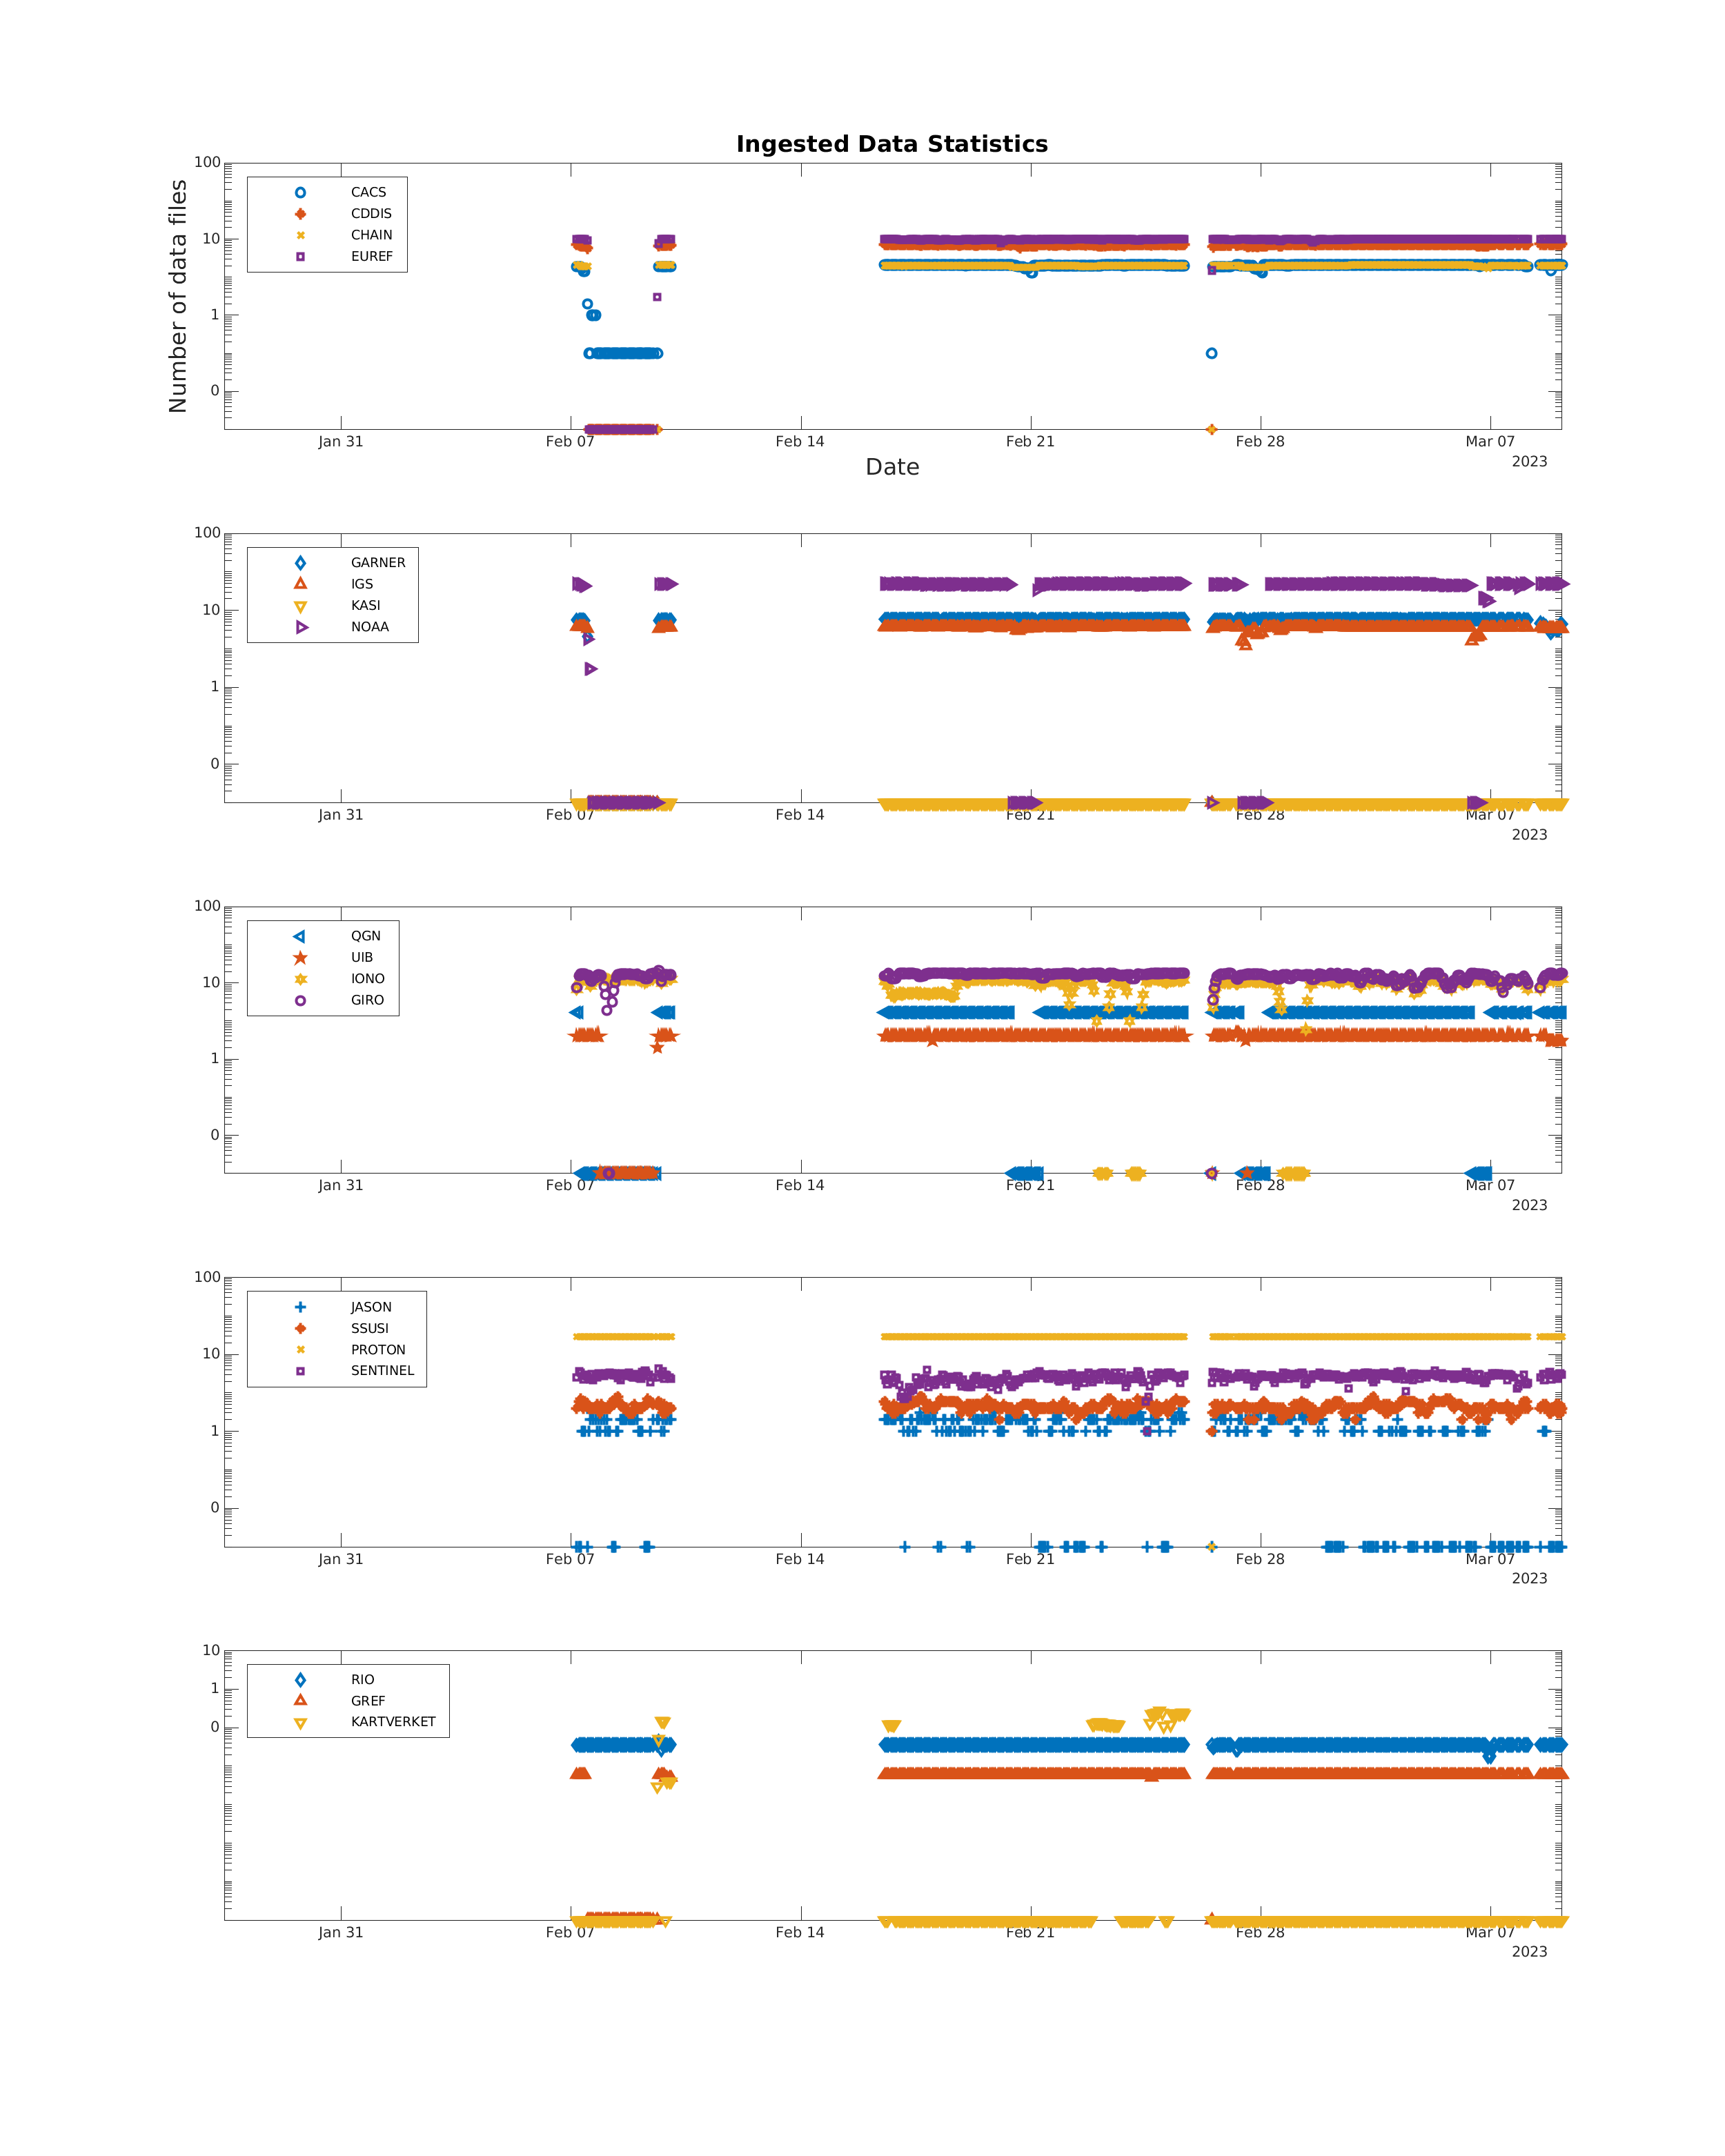 Ingested Data Statistics
Number of data files
100
10
1
0
CACS
CDDIS
CHAIN
EUREF
Jan 31 Feb 07 Feb 14 Feb 21 Feb 28 Mar 07
2023
Date
100
10
1
0
GARNER
IGS
KASI
NOAA
Jan 31 Feb 07 Feb 14 Feb 21 Feb 28 Mar 07
2023
100
10
1
0
QGN
UIB
IONO
GIRO
Jan 31 Feb 07 Feb 14 Feb 21 Feb 28 Mar 07
2023
100
10
1
0
JASON
SSUSI
PROTON
SENTINEL
Jan 31 Feb 07 Feb 14 Feb 21 Feb 28 Mar 07
2023
10
1
0
RIO
GREF
KARTVERKET
Jan 31 Feb 07 Feb 14 Feb 21 Feb 28 Mar 07
2023